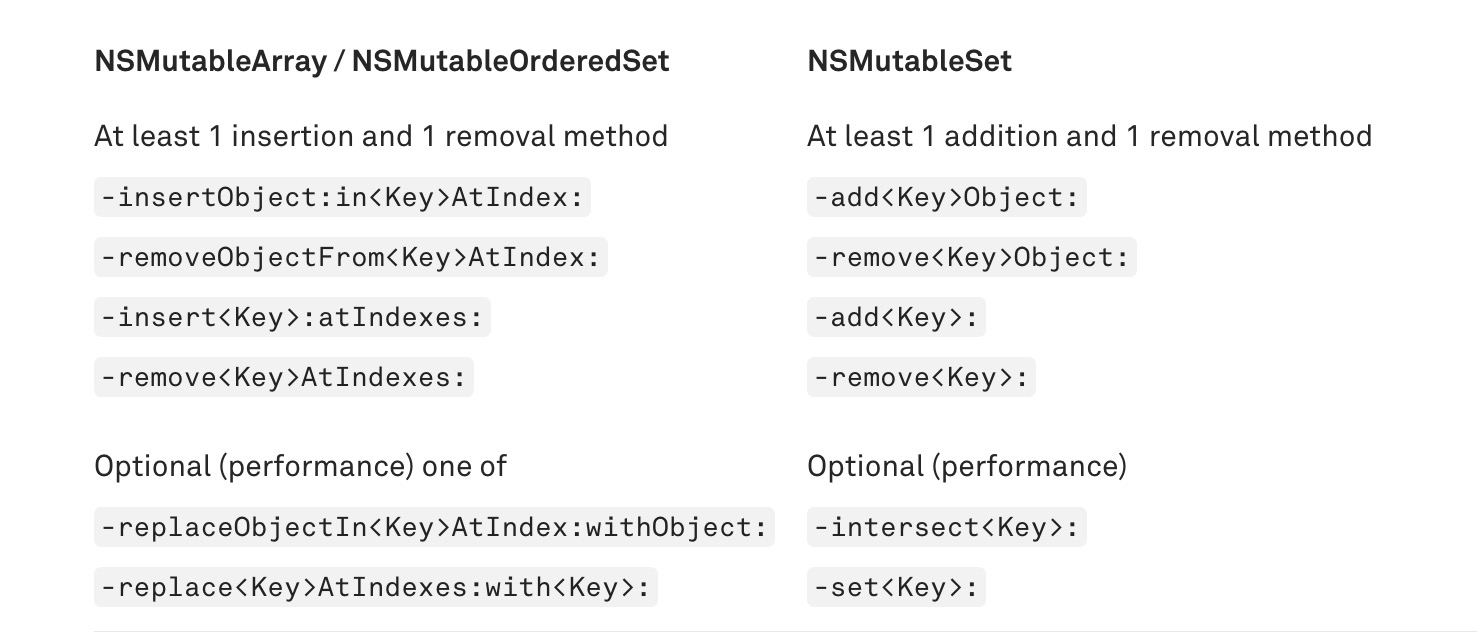 NSMutableArray / NSMutableOrderedSet
NSMutableSet
At least 1 insertion and 1 removal method
At least 1 addition and 1 removal method
-insertObject:in<Key>AtIndex:
-add<Key>Object:
-removeObjectFrom<Key>AtIndex:
-remove<Key>Object:
-insert<Key>:atIndexes:
-add<Key>:
-remove<Key>AtIndexes:
-remove<Key>:
Optional (performance) one of
Optional (performance)
-replaceObjectIn<Key>AtIndex:withObject:
-intersect<Key>:
-replace<Key>AtIndexes:with<Key>:
-set<Key>: